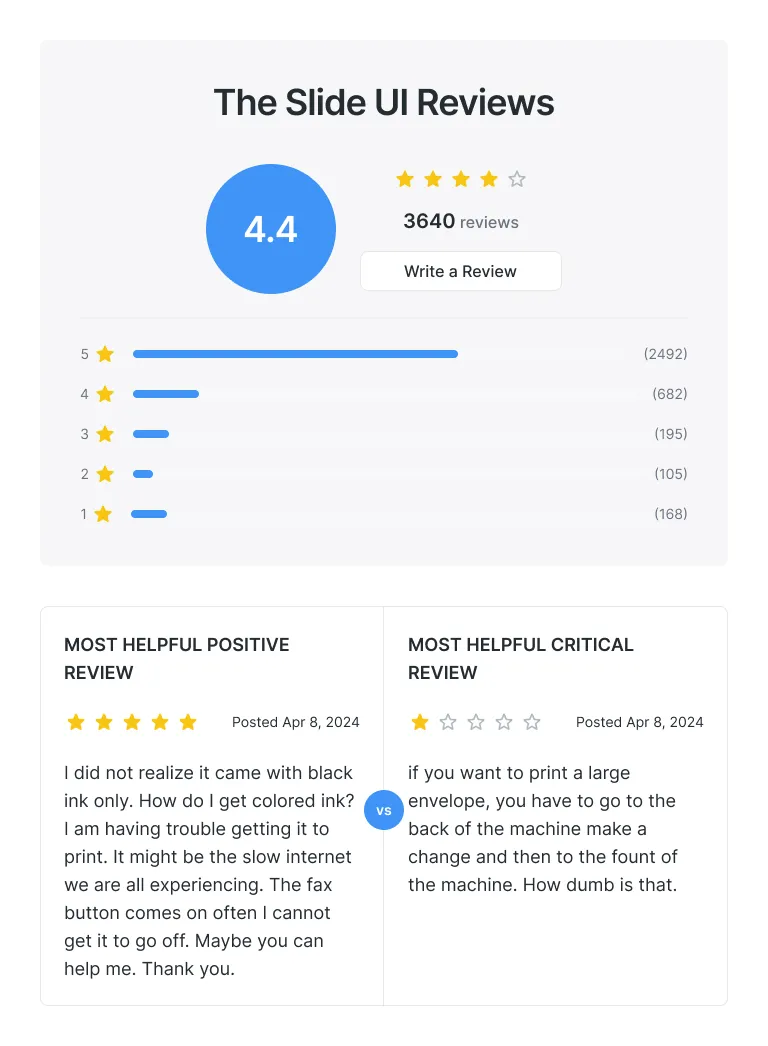 The Slide UI Reviews
4.4
3640 reviews
Write a Review
5 (2492)
4 (682)
3 (195)
2 (105)
1 (168)
MOST HELPFUL POSITIVE
REVIEW
Posted Apr 8, 2024
I did not realize it came with black
ink only. How do I get colored ink?
I am having trouble getting it to
print. It might be the slow internet
we are all experiencing. The fax
button comes on often I cannot
get it to go off. Maybe you can
help me. Thank you.
vs
MOST HELPFUL CRITICAL
REVIEW
Posted Apr 8, 2024
if you want to print a large
envelope, you have to go to the
back of the machine make a
change and then to the fount of
the machine. How dumb is that.